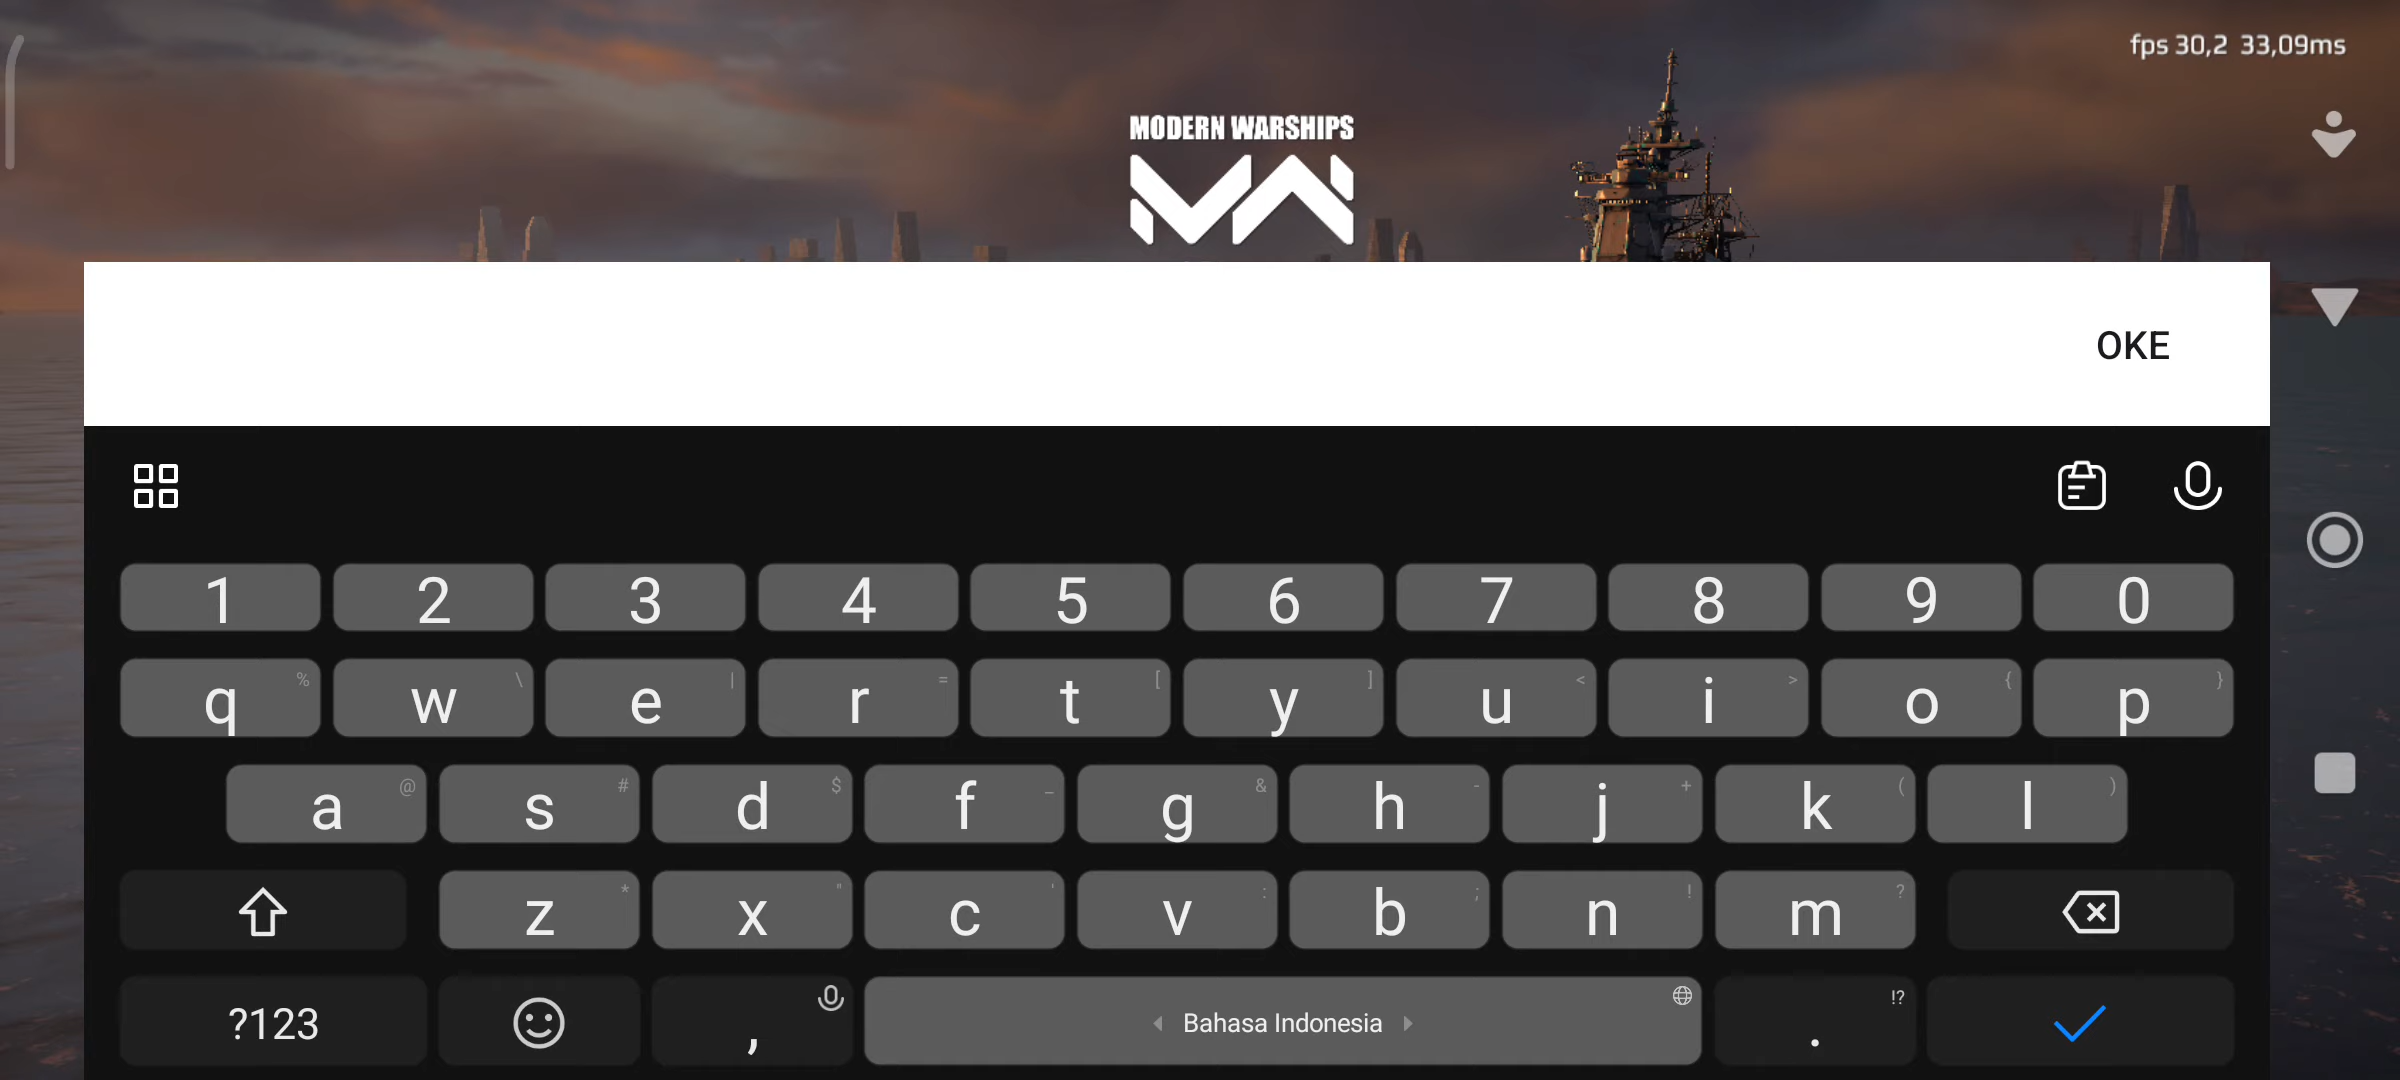 fps 30,2 33,09ms
MODERN WARSHIPS
OKE
1 2 3 4 5 6 7 8 9 0
q % w \ e | r = t [ y ] u < i > o { p }
a @ s # d $ f _ g & h - j + k ( l )
z * x " c ' v : b ; n ! m ?
?123 , Bahasa Indonesia . !?